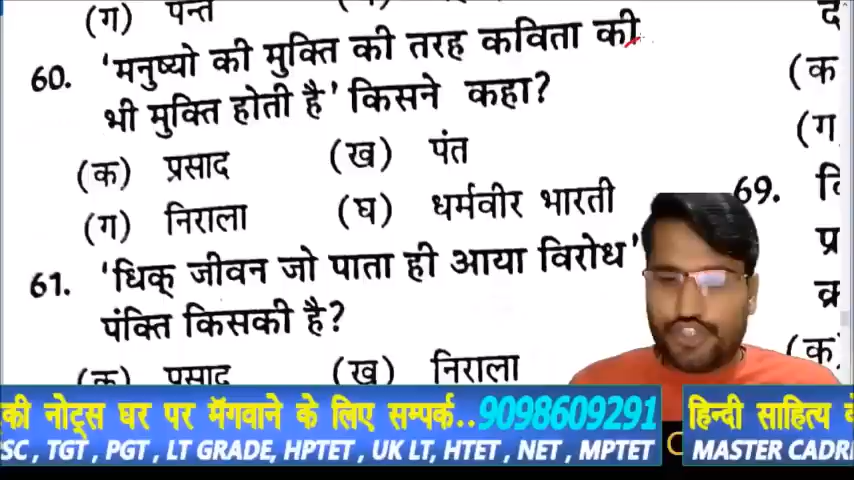 (ग) पन्त
60. 'मनुष्यो की मुक्ति की तरह कविता की
भी मुक्ति होती है' किसने कहा?
(क) प्रसाद (ख) पंत
(ग) निराला (घ) धर्मवीर भारती
61. 'धिक् जीवन जो पाता ही आया विरोध'
पंक्ति किसकी है?
(क) प्रसाद (ख) निराला
द
(क
(ग
69.
प्र
क्र
(क
की नोट्स घर पर मँगवाने के लिए सम्पर्क..9098609291
हिन्दी साहित्य
SC , TGT , PGT , LT GRADE, HPTET , UK LT, HTET , NET , MPTET
MASTER CADR